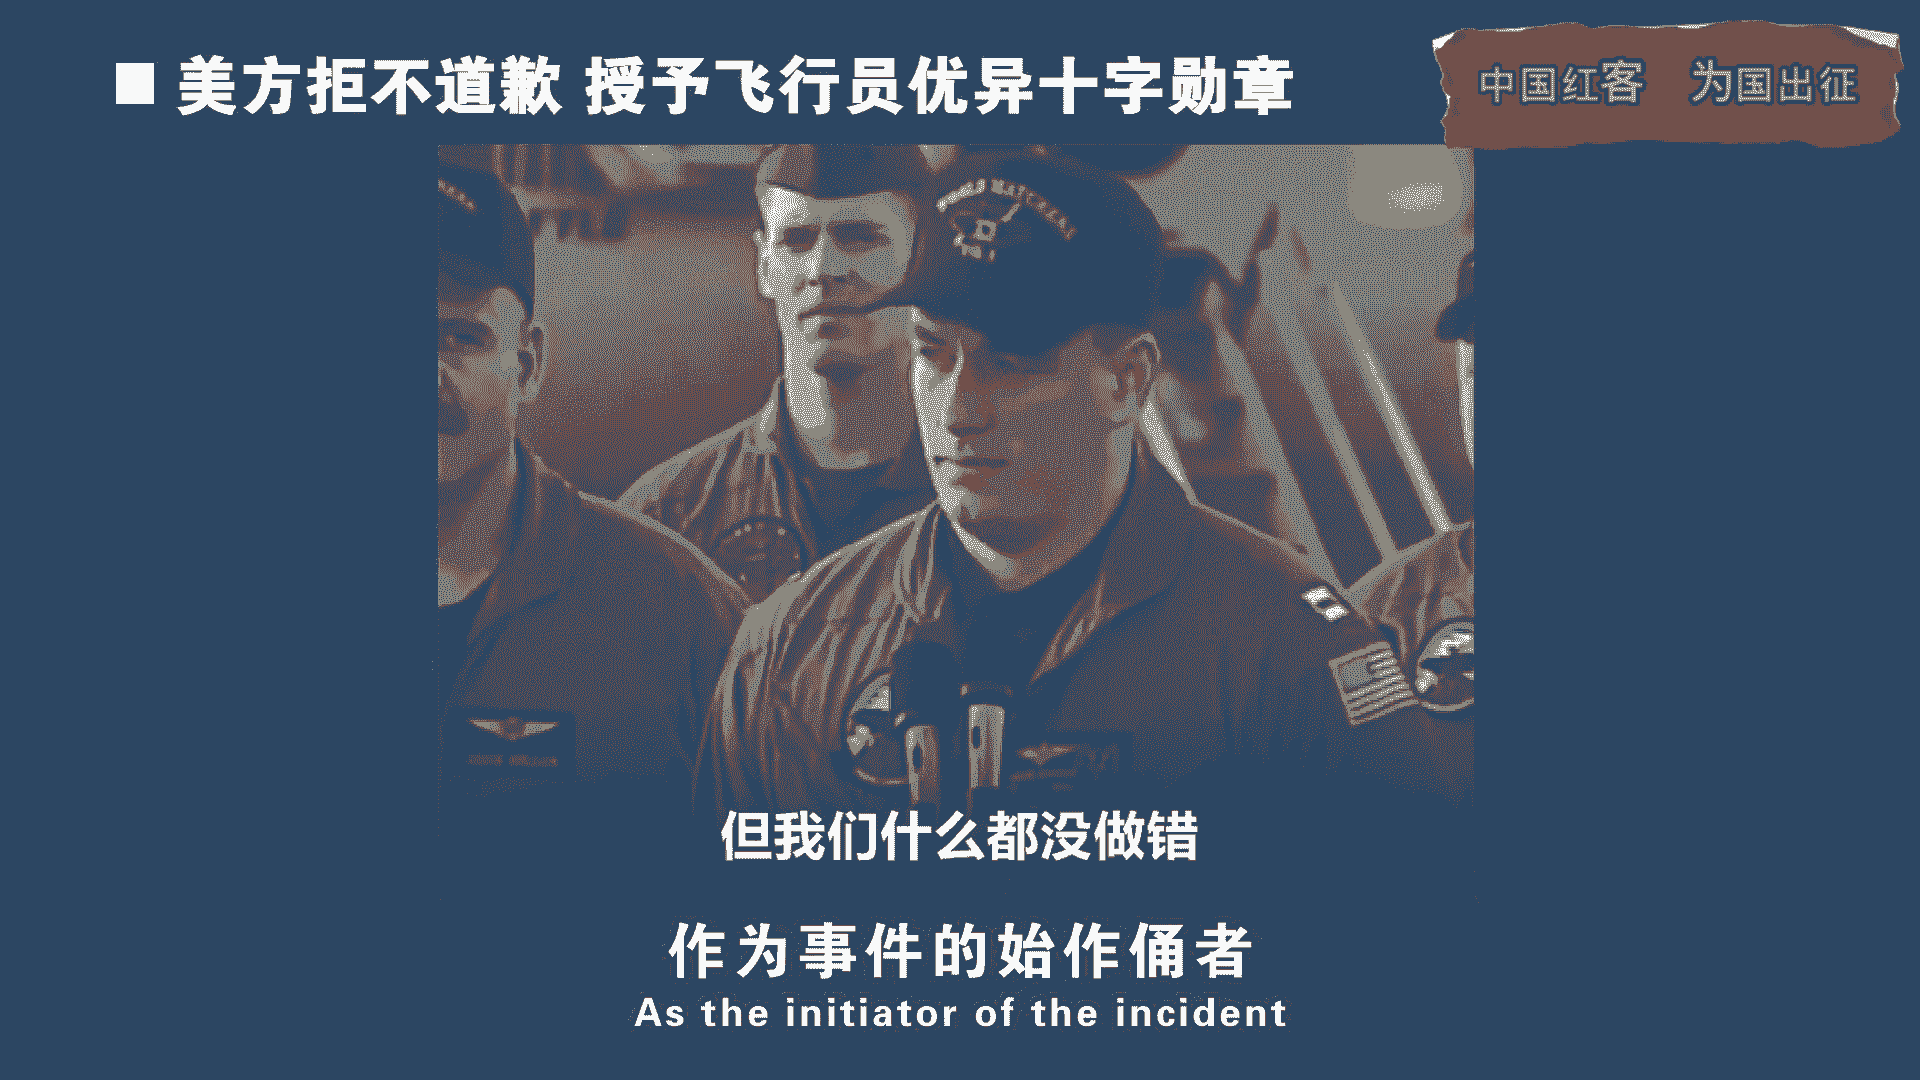 美方拒不道歉 授予飞行员优异十字勋章
中国红客 为国出征
但我们什么都没做错
作为事件的始作俑者
As the initiator of the incident